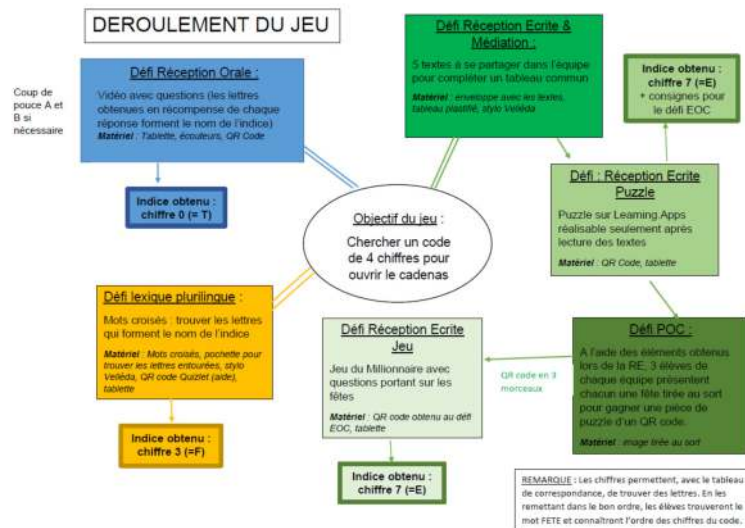 DEROULEMENT DU JEU
Coup de
pouce A et
B si
nécessaire
Défi Réception Orale :
Vidéo avec questions (les lettres
obtenues en récompense de chaque
réponse forment le nom de l'indice)
Matériel : Tablette, écouteurs, QR Code
Indice obtenu :
chiffre 0 (= T)
Défi Réception Ecrite &
Médiation :
5 textes à se partager dans l'équipe
pour compléter un tableau commun
Matériel : enveloppe avec les textes,
tableau plastifié, stylo Velléda
Indice obtenu :
chiffre 7 (=E)
+ consignes pour
le défi EOC
Défi : Réception Ecrite
Puzzle
Puzzle sur Learning.Apps
réalisable seulement après
lecture des textes
Matériel : QR Code, tablette
Objectif du jeu :
Chercher un code
de 4 chiffres pour
ouvrir le cadenas
Défi lexique plurilingue :
Mots croisés : trouver les lettres
qui forment le nom de l'indice
Matériel : Mots croisés, pochette pour
trouver les lettres entourées, stylo
Velléda, QR code Quizlet (aide),
tablette
Indice obtenu :
chiffre 3 (=F)
Défi Réception Ecrite
Jeu
Jeu du Millionnaire avec
questions portant sur les
fêtes
Matériel : QR code obtenu au défi
EOC, tablette
Indice obtenu :
chiffre 7 (=E)
QR code en 3
morceaux
Défi POC
A l'aide des éléments obtenus
lors de la RE, 3 élèves de
chaque équipe présentent
chacun une fête tirée au sort
pour gagner une pièce de
puzzle d'un QR code.
Matériel : image tirée au sort
REMARQUE : Les chiffres permettent, avec le tableau
de correspondance, de trouver des lettres. En les
remettant dans le bon ordre, les élèves trouveront le
mot FETE et connaîtront l'ordre des chiffres du code.